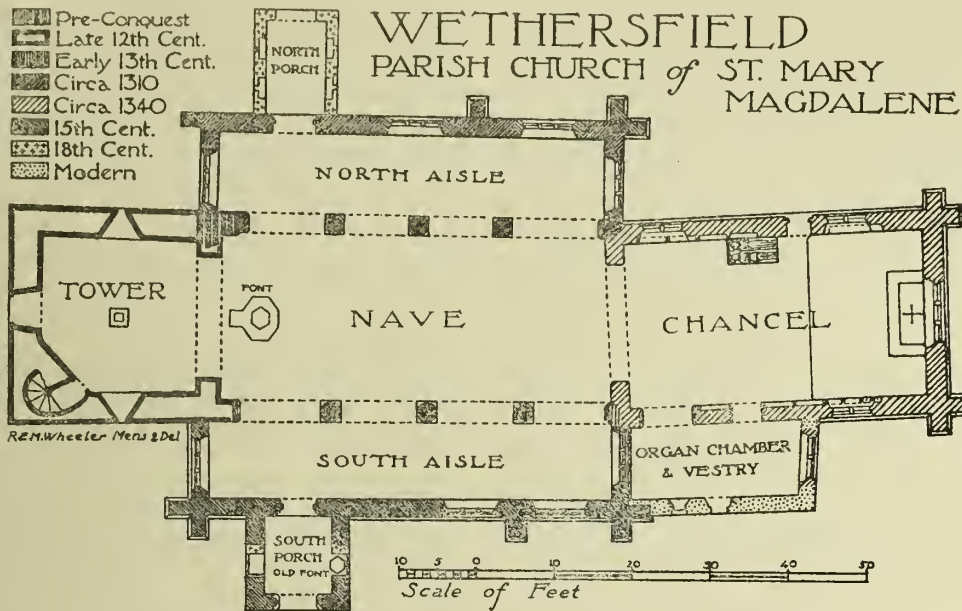 WETHERSFIELD
PARISH CHURCH of ST. MARY
MAGDALENE
Pre-Conquest
Late 12th Cent.
Early 13th Cent.
Circa 1310
Circa 1340
15th Cent.
18th Cent.
Modern
NORTH
PORCH
NORTH AISLE
TOWER
FONT
NAVE
CHANCEL
R.E.M. Wheeler Mens & Del
SOUTH AISLE
ORGAN CHAMBER
& VESTRY
SOUTH
PORCH
OLD FONT
10 5 0 10 20 30 40 50
Scale of Feet